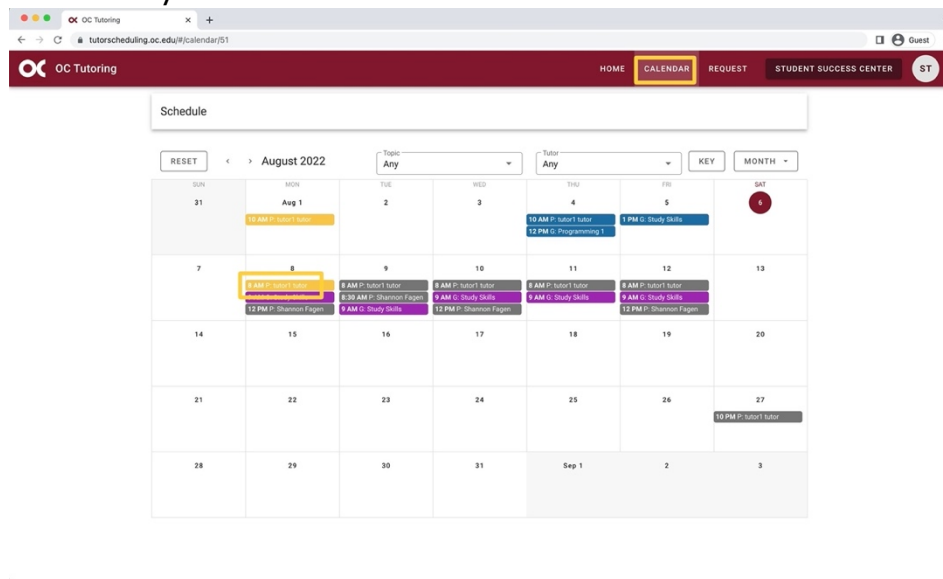 OC Tutoring
tutorscheduling.oc.edu/#/calendar/51
Guest
OC Tutoring
HOME CALENDAR REQUEST STUDENT SUCCESS CENTER ST
Schedule
RESET August 2022 Topic Any Tutor Any KEY MONTH
SUN MON TUE WED THU FRI SAT
31 Aug 1 2 3 4 5 6
10 AM P: tutor1 tutor 10 AM P: tutor1 tutor 1 PM G: Study Skills
12 PM G: Programming 1
7 8 9 10 11 12 13
8 AM P: tutor1 tutor 8 AM P: tutor1 tutor 8 AM P: tutor1 tutor 8 AM P: tutor1 tutor 8 AM P: tutor1 tutor
Study Skills 8:30 AM P: Shannon Fagen 9 AM G: Study Skills 9 AM G: Study Skills 9 AM G: Study Skills
12 PM P: Shannon Fagen 9 AM G: Study Skills 12 PM P: Shannon Fagen 12 PM P: Shannon Fagen
14 15 16 17 18 19 20
21 22 23 24 25 26 27
10 PM P: tutor1 tutor
28 29 30 31 Sep 1 2 3